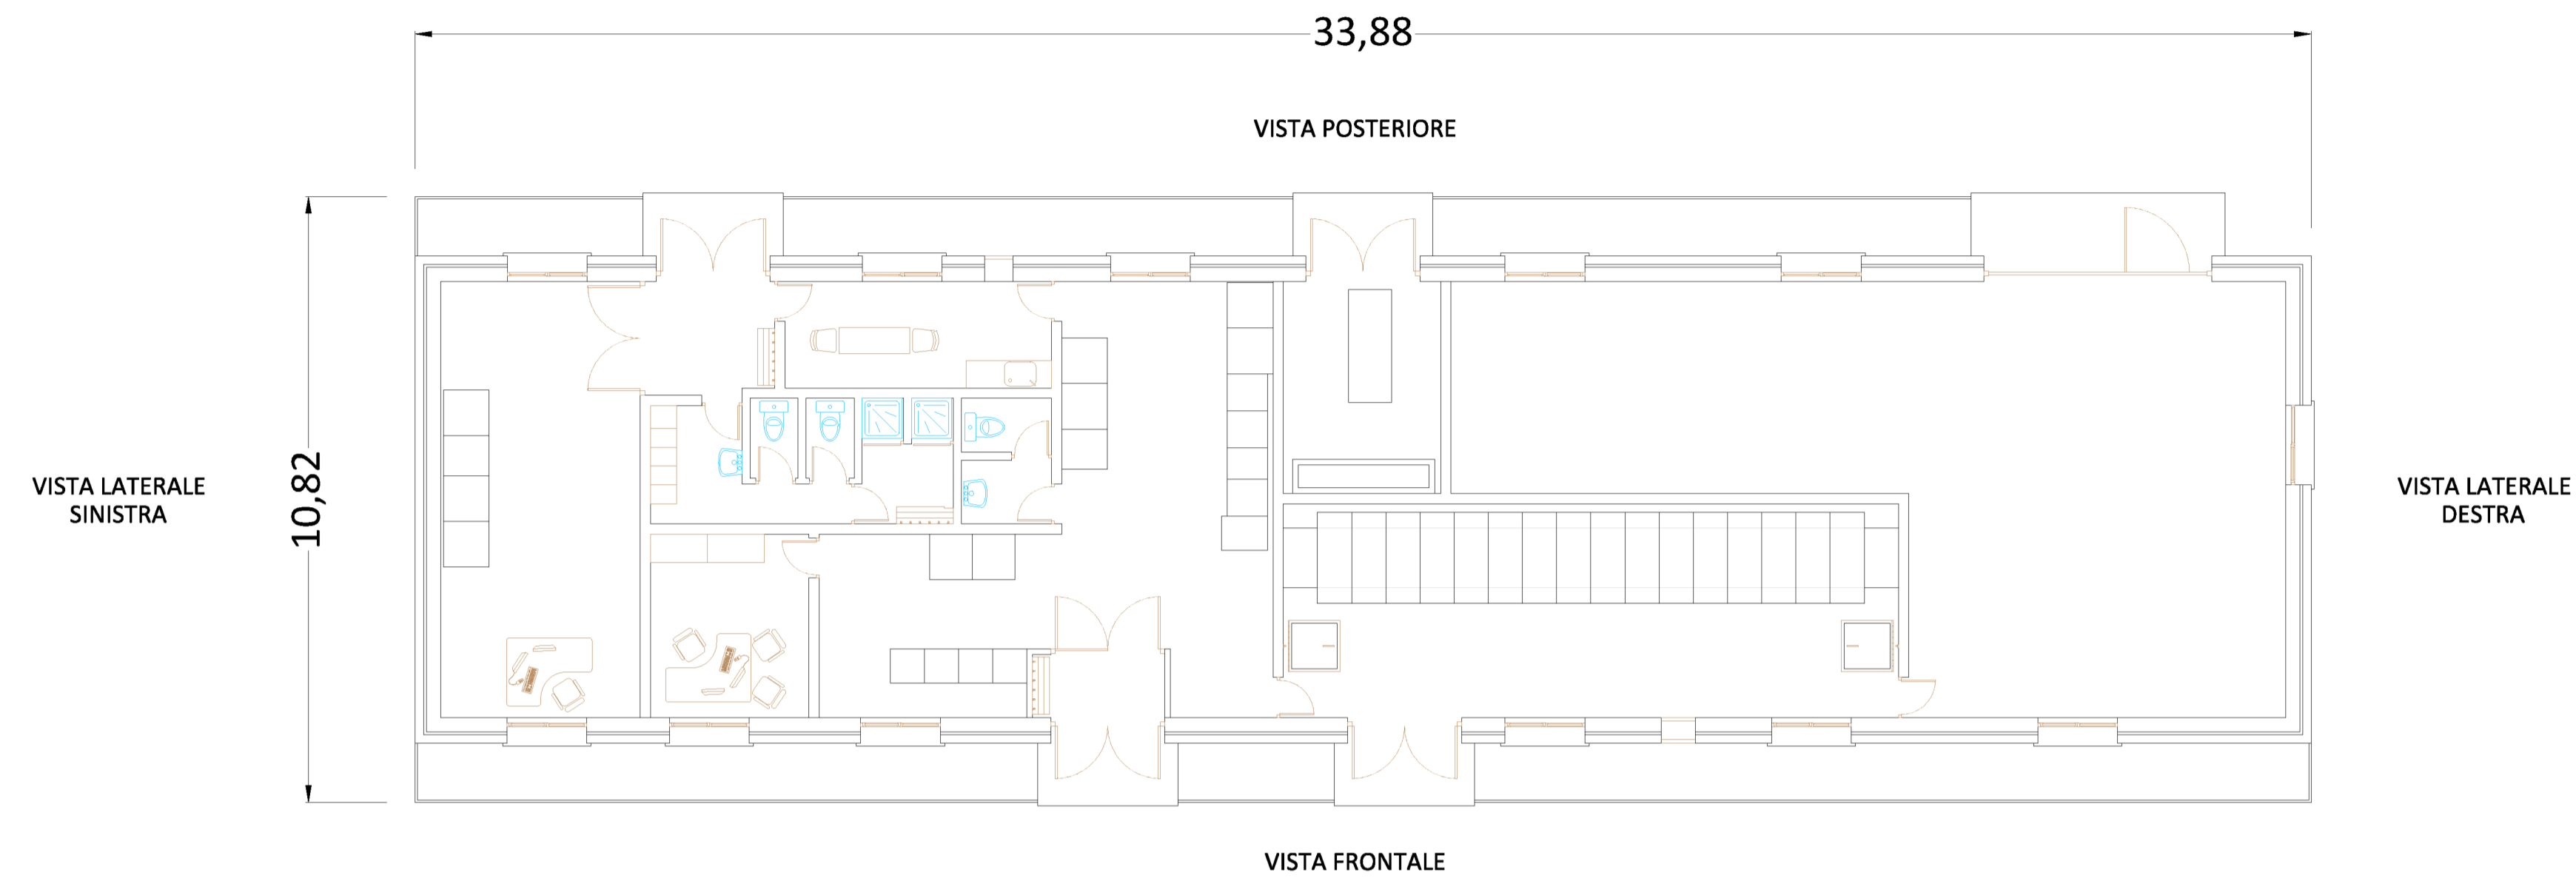 33,88
VISTA POSTERIORE
10,82
VISTA LATERALE
SINISTRA
VISTA LATERALE
DESTRA
VISTA FRONTALE